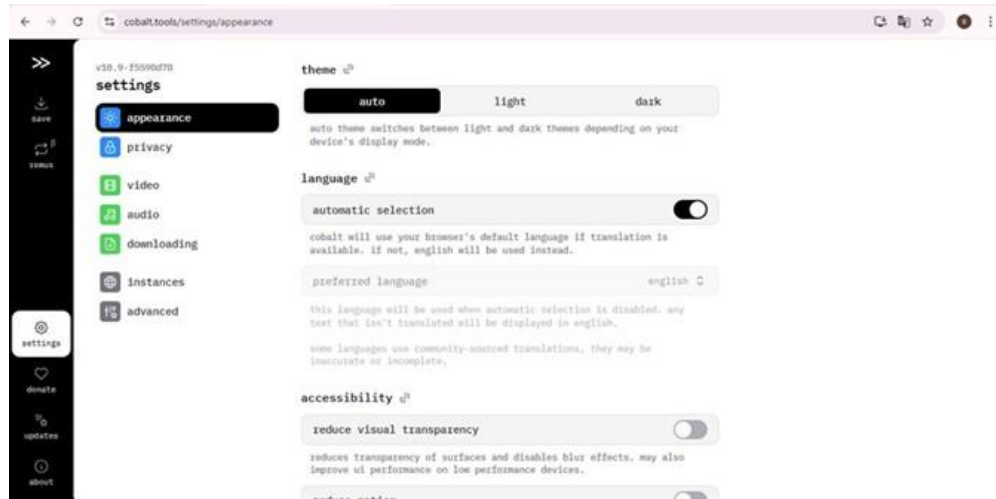 cobalt.tools/settings/appearance
save
remux
β
settings
donate
updates
about
settings
appearance
privacy
video
audio
downloading
instances
advanced
theme
auto
light
dark
auto theme switches between light and dark themes depending on your
device's display mode.
language
automatic selection
cobalt will use your browser's default language if translation is
available. if not, english will be used instead.
preferred language
english
this language will be used when automatic selection is disabled. any
text that isn't translated will be displayed in english.
some languages use community-sourced translations, they may be
inaccurate or incomplete.
accessibility
reduce visual transparency
reduces transparency of surfaces and disables blur effects. may also
improve ui performance on low performance devices.
reduce motion